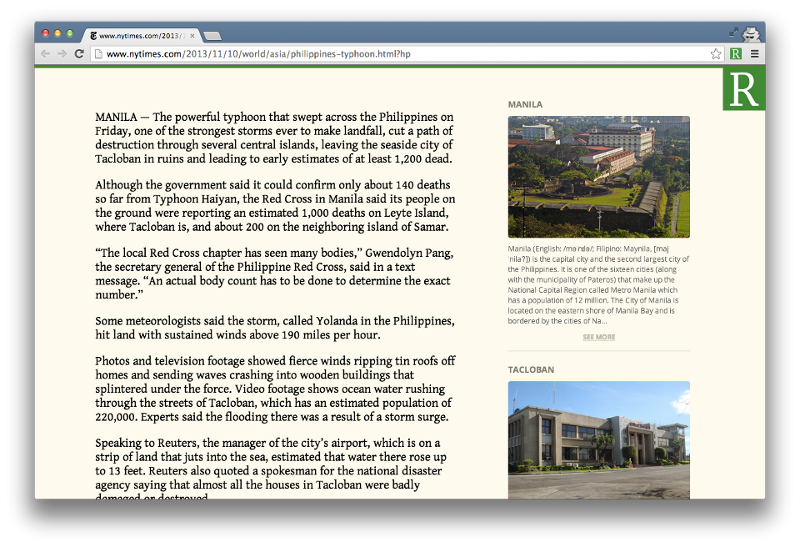 www.nytimes.com/2013/
www.nytimes.com/2013/11/10/world/asia/philippines-typhoon.html?hp
R
R
MANILA — The powerful typhoon that swept across the Philippines on
Friday, one of the strongest storms ever to make landfall, cut a path of
destruction through several central islands, leaving the seaside city of
Tacloban in ruins and leading to early estimates of at least 1,200 dead.
Although the government said it could confirm only about 140 deaths
so far from Typhoon Haiyan, the Red Cross in Manila said its people on
the ground were reporting an estimated 1,000 deaths on Leyte Island,
where Tacloban is, and about 200 on the neighboring island of Samar.
“The local Red Cross chapter has seen many bodies,” Gwendolyn Pang,
the secretary general of the Philippine Red Cross, said in a text
message. “An actual body count has to be done to determine the exact
number.”
Some meteorologists said the storm, called Yolanda in the Philippines,
hit land with sustained winds above 190 miles per hour.
Photos and television footage showed fierce winds ripping tin roofs off
homes and sending waves crashing into wooden buildings that
splintered under the force. Video footage shows ocean water rushing
through the streets of Tacloban, which has an estimated population of
220,000. Experts said the flooding there was a result of a storm surge.
Speaking to Reuters, the manager of the city’s airport, which is on a
strip of land that juts into the sea, estimated that water there rose up
to 13 feet. Reuters also quoted a spokesman for the national disaster
agency saying that almost all the houses in Tacloban were badly
damaged or destroyed
MANILA
Manila (English: /məˈnɪlə/; Filipino: Maynila, [maj
ˈnilaʔ]) is the capital city and the second largest city of
the Philippines. It is one of the sixteen cities (along
with the municipality of Pateros) that make up the
National Capital Region called Metro Manila which
has a population of 12 million. The City of Manila is
located on the eastern shore of Manila Bay and is
bordered by the cities of Na...
SEE MORE
TACLOBAN